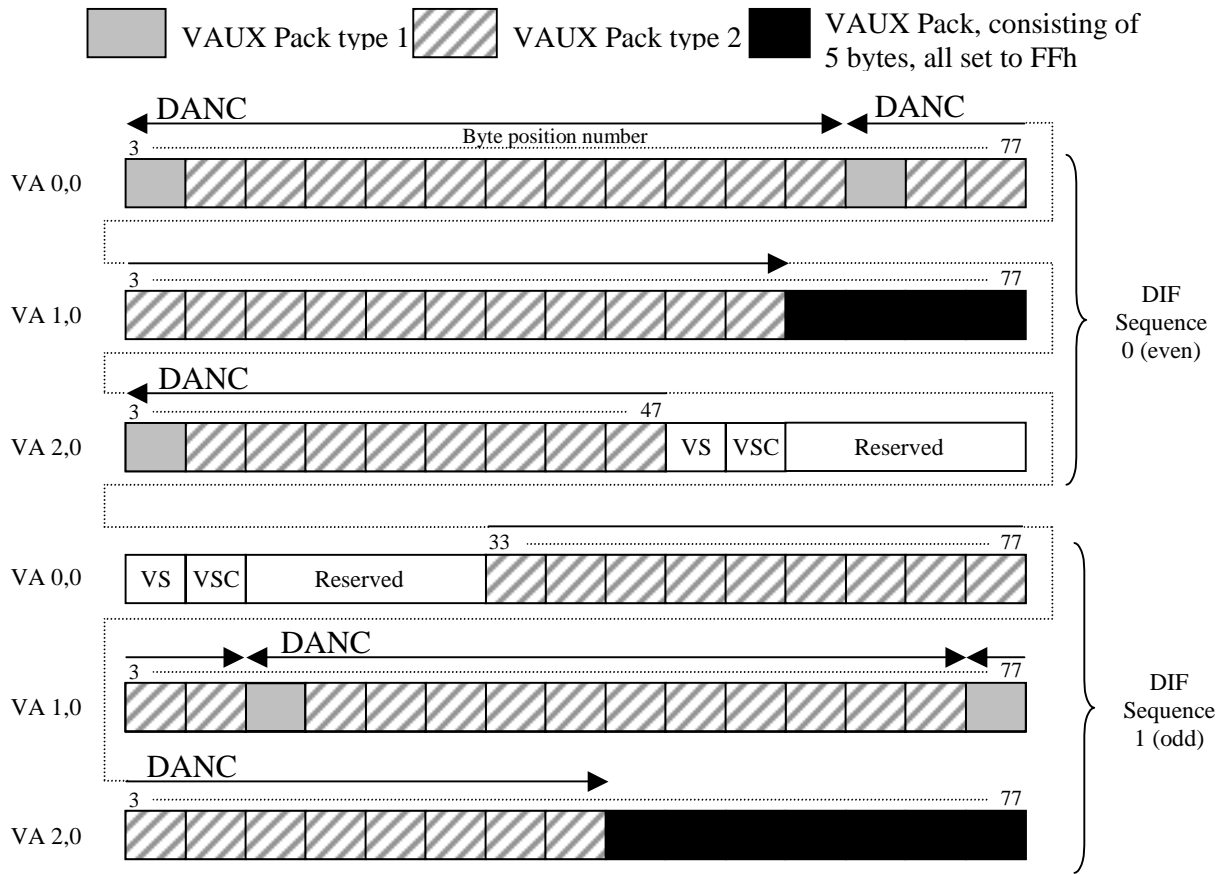 VAUX Pack type 1
VAUX Pack type 2
VAUX Pack, consisting of
5 bytes, all set to FFh
DANC
DANC
Byte position number
3
77
VA 0,0
3
77
VA 1,0
DANC
3
47
VA 2,0
VS
VSC
Reserved
DIF
Sequence
0 (even)
33
77
VA 0,0
VS
VSC
Reserved
DANC
3
77
VA 1,0
DANC
3
77
VA 2,0
DIF
Sequence
1 (odd)